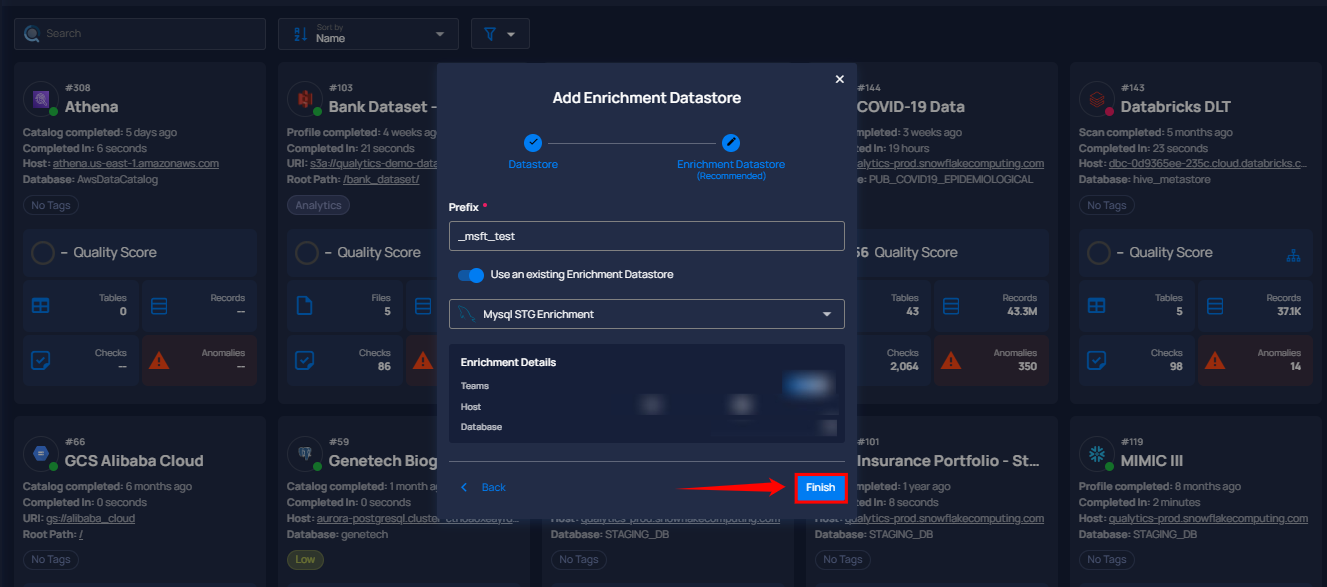 Search
Sort by
Name
#308
Athena
Catalog completed: 5 days ago
Completed In: 6 seconds
Host: athena.us-east-1.amazonaws.com
Database: AwsDataCatalog
No Tags
– Quality Score
Tables
0
Records
--
Checks
--
Anomalies
--
#103
Bank Dataset -
Profile completed: 4 weeks ago
Completed In: 21 seconds
URI: s3a://qualytics-demo-data
Root Path: /bank_dataset/
Analytics
– Quality Score
Files
5
Checks
86
Add Enrichment Datastore
Datastore
Enrichment Datastore
(Recommended)
Prefix *
_msft_test
Use an existing Enrichment Datastore
Mysql STG Enrichment
Enrichment Details
Teams
Host
Database
Back
Finish
#144
COVID-19 Data
mpleted: 3 weeks ago
ed In: 19 hours
alytics-prod.snowflakecomputing.com
e: PUB_COVID19_EPIDEMIOLOGICAL
56 Quality Score
Tables
43
Records
43.3M
Checks
2,064
Anomalies
350
#143
Databricks DLT
Scan completed: 5 months ago
Completed In: 23 seconds
Host: dbc-0d9365ee-235c.cloud.databricks.c...
Database: hive_metastore
No Tags
– Quality Score
Tables
5
Records
37.1K
Checks
98
Anomalies
14
#66
GCS Alibaba Cloud
Catalog completed: 6 months ago
Completed In: 0 seconds
URI: gs://alibaba_cloud
Root Path: /
No Tags
#59
Genetech Biog
Catalog completed: 1 month ago
Completed In: 0 seconds
Host: aurora-postgresql.cluster-
Database: genetech
Low
Host: qualytics-prod.snowflakecomputing.com
Database: STAGING_DB
No Tags
#101
Insurance Portfolio - St...
completed: 1 year ago
Completed In: 8 seconds
Host: qualytics-prod.snowflakecomputing.com
Database: STAGING_DB
No Tags
#119
MIMIC III
Profile completed: 8 months ago
Completed In: 2 minutes
Host: qualytics-prod.snowflakecomputing.com
Database: STAGING_DB
No Tags